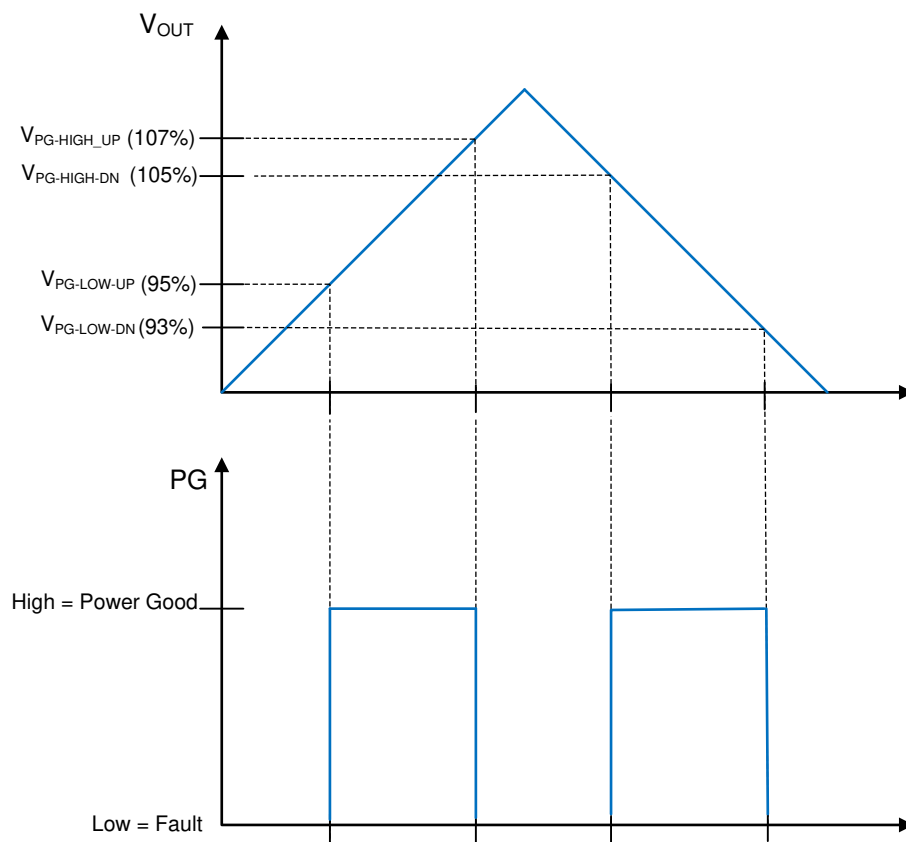 VOUT
VPG-HIGH_UP (107%)
VPG-HIGH-DN (105%)
VPG-LOW-UP (95%)
VPG-LOW-DN (93%)
PG
High = Power Good
Low = Fault